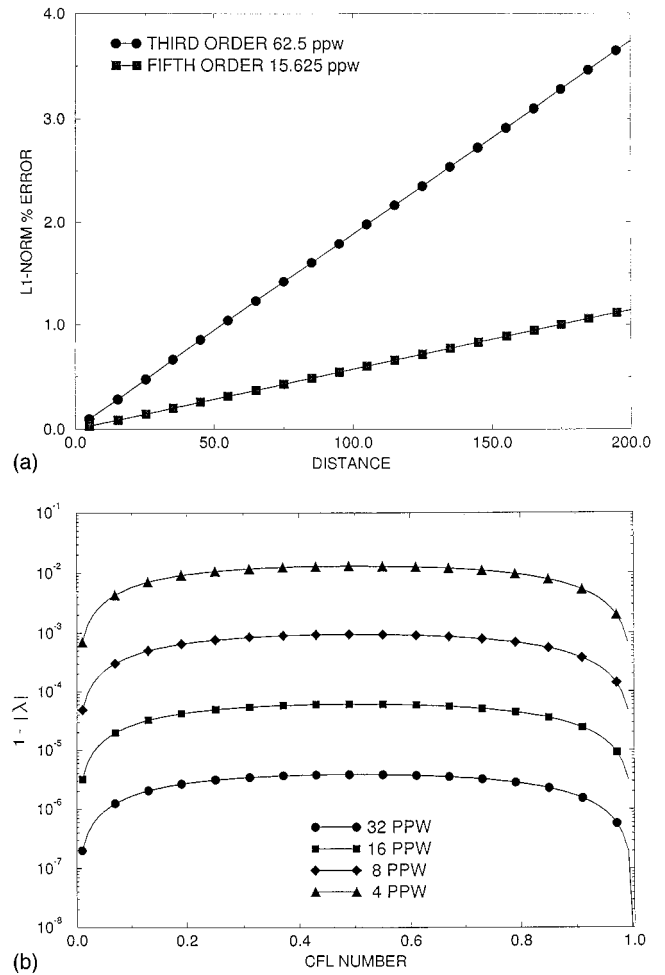 4.0
THIRD ORDER 62.5 ppw
FIFTH ORDER 15.625 ppw
3.0
L1-NORM % ERROR
2.0
1.0
0.0
0.0 50.0 100.0 150.0 200.0
DISTANCE
(a)
10-1
10-2
10-3
1 - |λ|
10-4
10-5
10-6
10-7
10-8
32 PPW
16 PPW
8 PPW
4 PPW
0.0 0.2 0.4 0.6 0.8 1.0
CFL NUMBER
(b)